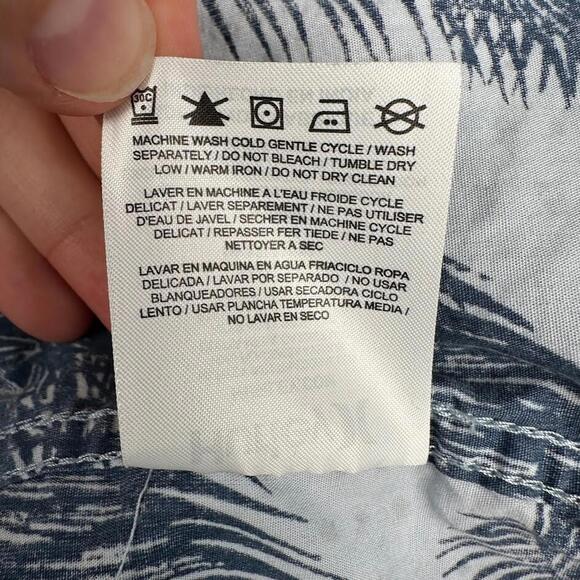 30C
MACHINE WASH COLD GENTLE CYCLE / WASH
SEPARATELY / DO NOT BLEACH / TUMBLE DRY
LOW / WARM IRON / DO NOT DRY CLEAN
LAVER EN MACHINE A L'EAU FROIDE CYCLE
DELICAT / LAVER SEPAREMENT / NE PAS UTILISER
D'EAU DE JAVEL / SECHER EN MACHINE CYCLE
DELICAT / REPASSER FER TIEDE / NE PAS
NETTOYER A SEC
LAVAR EN MAQUINA EN AGUA FRIACICLO ROPA
DELICADA / LAVAR POR SEPARADO / NO USAR
BLANQUEADORES / USAR SECADORA CICLO
LENTO / USAR PLANCHA TEMPERATURA MEDIA /
NO LAVAR EN SECO